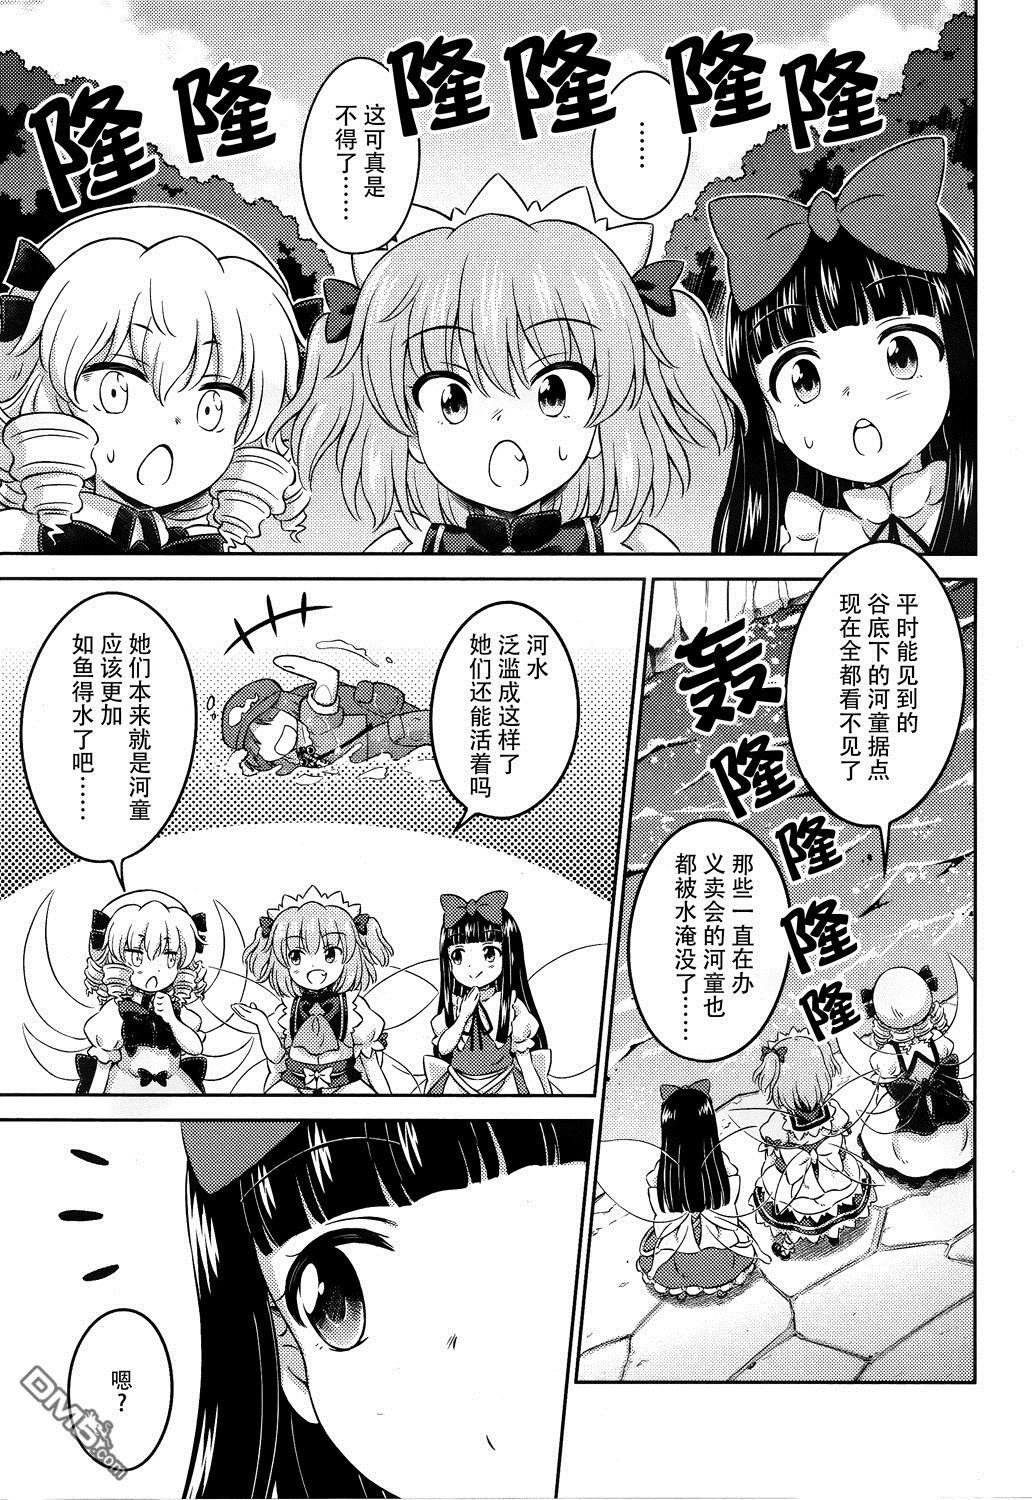 隆隆隆隆隆隆
……
这可真是
不得了……
平时能见到的
谷底下的河童据点
现在全都看不见了
轰隆隆隆隆
那些一直在办
义卖会的河童也
都被水淹没了……
河水
泛滥成这样了
她们还能活着吗
她们本来就是河童
应该更加
如鱼得水了吧……
嗯?
DM5.com